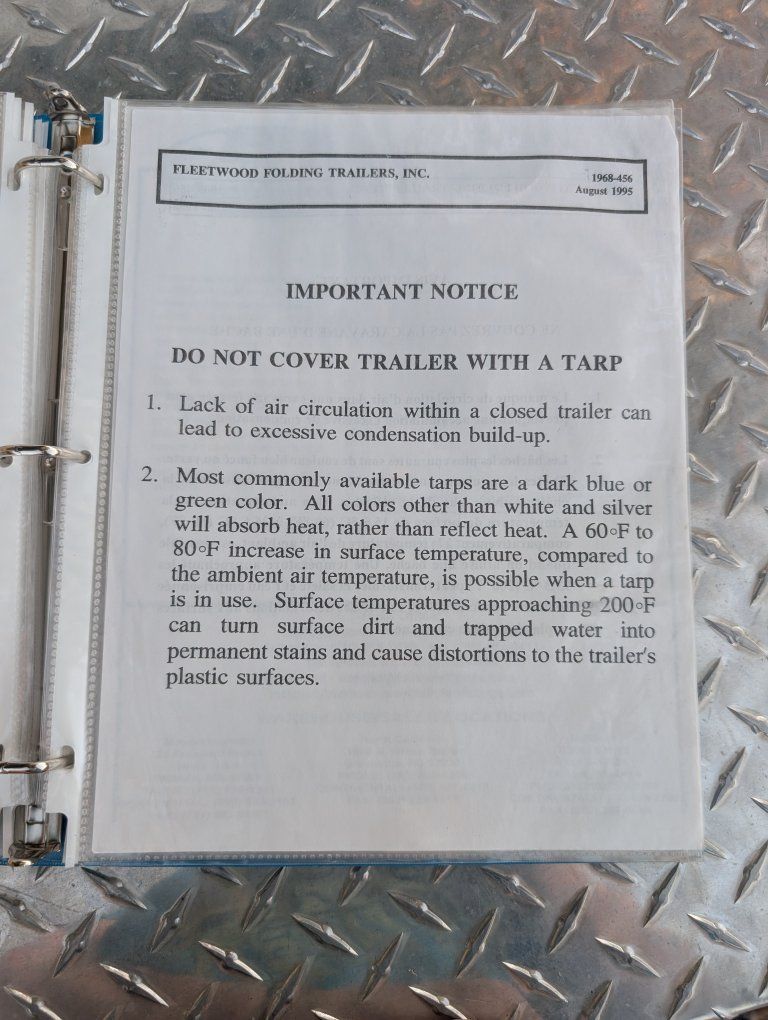 FLEETWOOD FOLDING TRAILERS, INC.
1968-456
August 1995
IMPORTANT NOTICE
DO NOT COVER TRAILER WITH A TARP
1. Lack of air circulation within a closed trailer can
lead to excessive condensation build-up.
2. Most commonly available tarps are a dark blue or
green color. All colors other than white and silver
will absorb heat, rather than reflect heat. A 60∘F to
80∘F increase in surface temperature, compared to
the ambient air temperature, is possible when a tarp
is in use. Surface temperatures approaching 200∘F
can turn surface dirt and trapped water into
permanent stains and cause distortions to the trailer's
plastic surfaces.